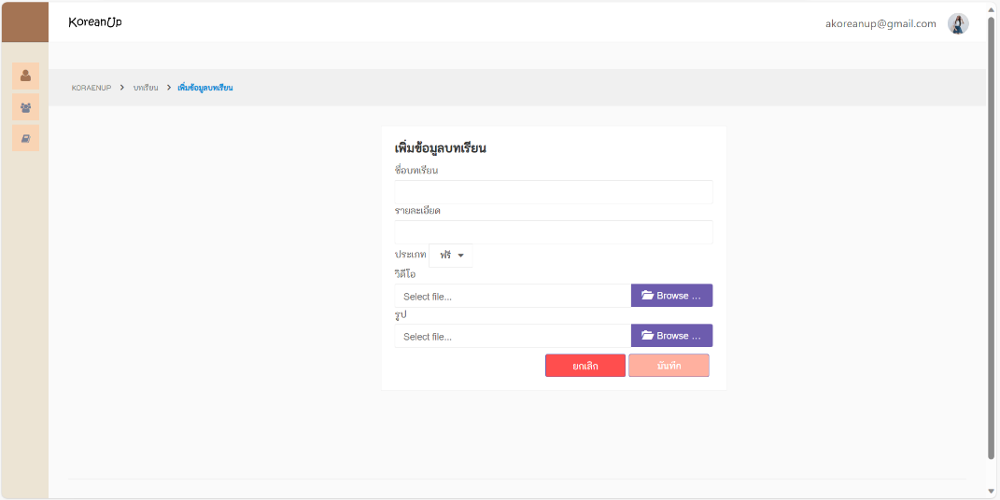 KoreanUp
akoreanup@gmail.com
KORAENUP > บทเรียน > เพิ่มข้อมูลบทเรียน
เพิ่มข้อมูลบทเรียน
ชื่อบทเรียน
รายละเอียด
ประเภท ฟรี
วิดีโอ
Select file... Browse ...
รูป
Select file... Browse ...
ยกเลิก บันทึก